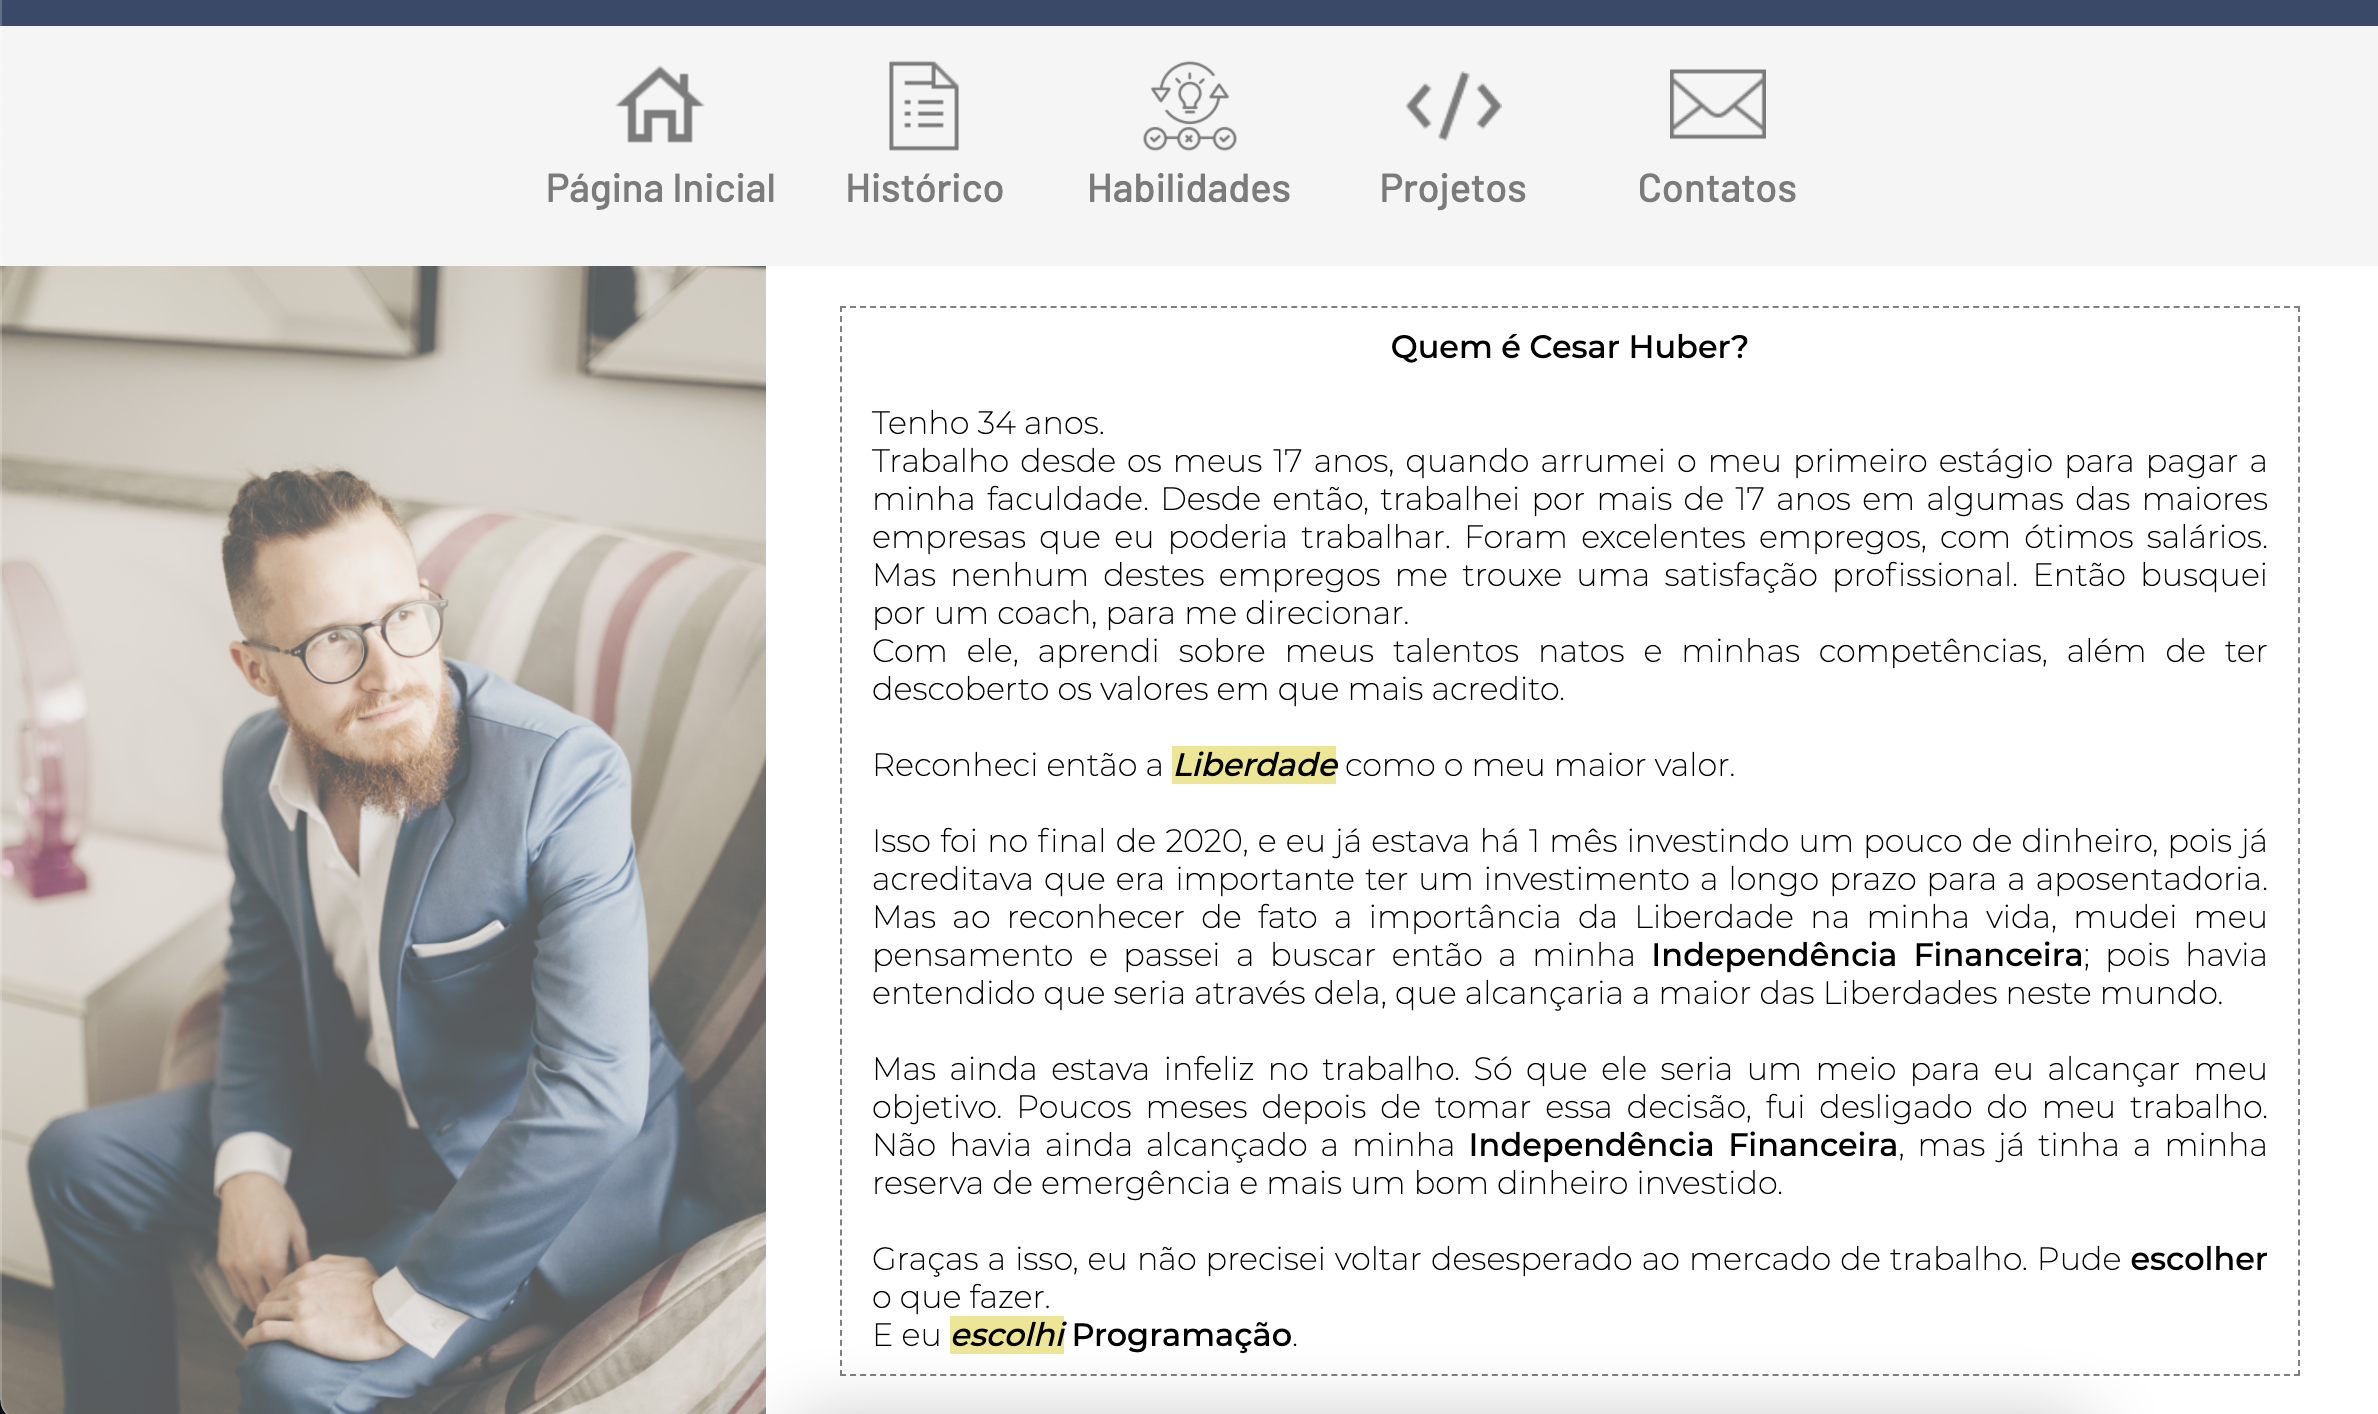 Página Inicial Histórico Habilidades Projetos Contatos
Quem é Cesar Huber?
Tenho 34 anos.
Trabalho desde os meus 17 anos, quando arrumei o meu primeiro estágio para pagar a
minha faculdade. Desde então, trabalhei por mais de 17 anos em algumas das maiores
empresas que eu poderia trabalhar. Foram excelentes empregos, com ótimos salários.
Mas nenhum destes empregos me trouxe uma satisfação profissional. Então busquei
por um coach, para me direcionar.
Com ele, aprendi sobre meus talentos natos e minhas competências, além de ter
descoberto os valores em que mais acredito.
Reconheci então a Liberdade como o meu maior valor.
Isso foi no final de 2020, e eu já estava há 1 mês investindo um pouco de dinheiro, pois já
acreditava que era importante ter um investimento a longo prazo para a aposentadoria.
Mas ao reconhecer de fato a importância da Liberdade na minha vida, mudei meu
pensamento e passei a buscar então a minha Independência Financeira; pois havia
entendido que seria através dela, que alcançaria a maior das Liberdades neste mundo.
Mas ainda estava infeliz no trabalho. Só que ele seria um meio para eu alcançar meu
objetivo. Poucos meses depois de tomar essa decisão, fui desligado do meu trabalho.
Não havia ainda alcançado a minha Independência Financeira, mas já tinha a minha
reserva de emergência e mais um bom dinheiro investido.
Graças a isso, eu não precisei voltar desesperado ao mercado de trabalho. Pude escolher
o que fazer.
E eu escolhi Programação.